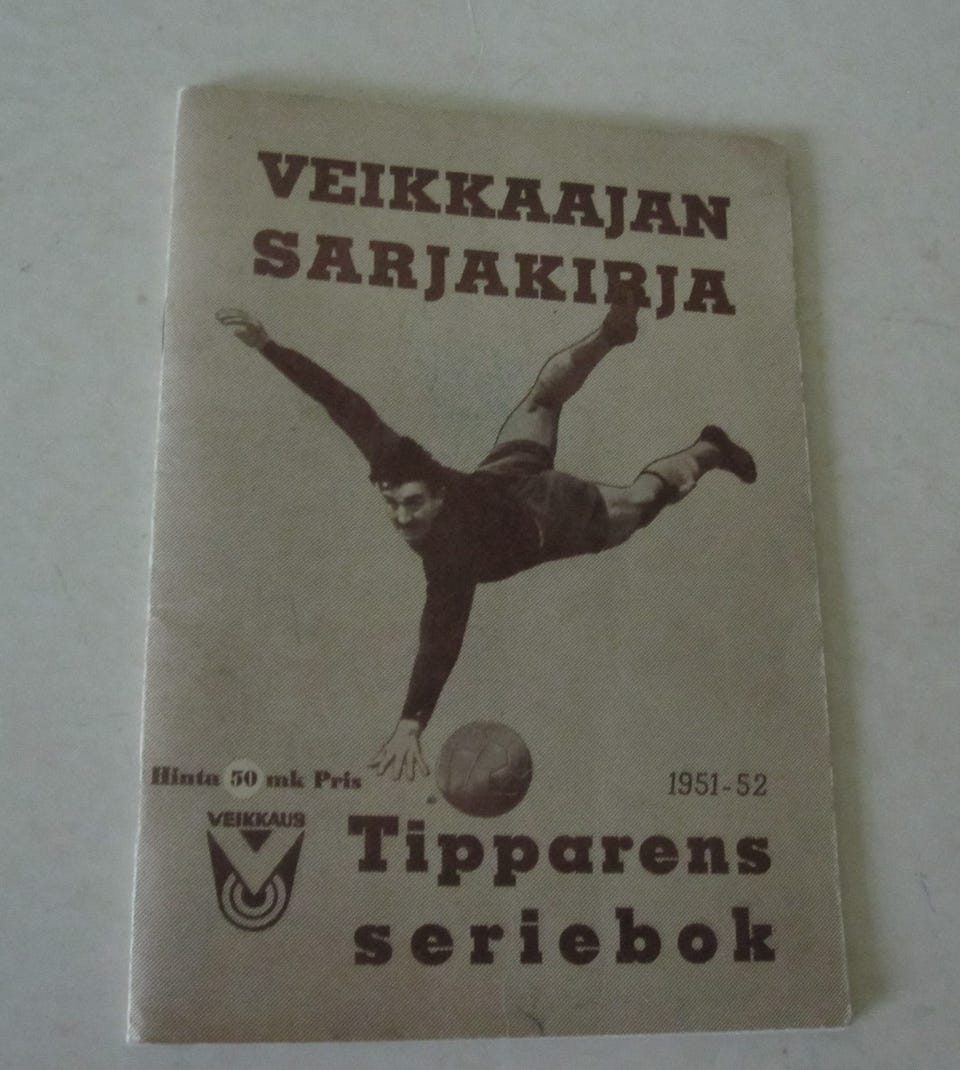 VEIKKAAJAN
SARJAKIRJA
Hinta 50 mk Pris
1951-52
VEIKKAUS
Tipparens
seriebok